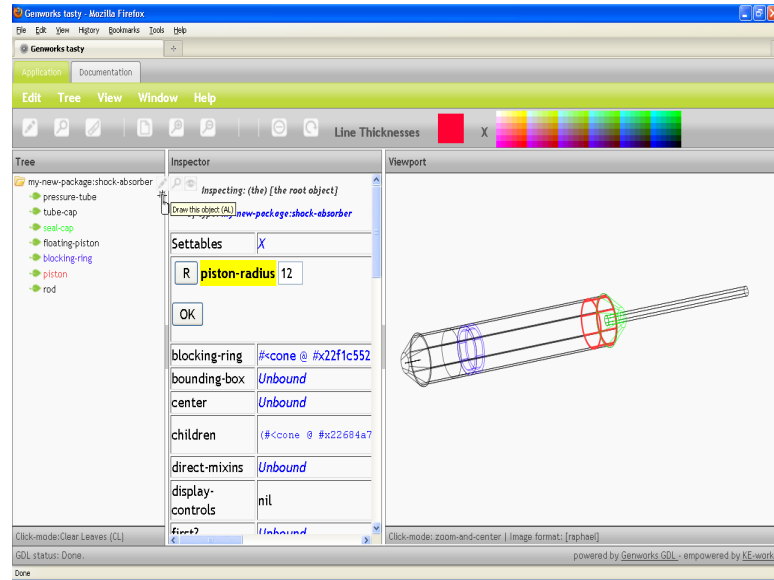 Genworks tasty - Mozilla Firefox
File Edit View History Bookmarks Tools Help
Genworks tasty
Application Documentation
Edit Tree View Window Help
Line Thicknesses X
Tree Inspector Viewport
my-new-package:shock-absorber
pressure-tube
tube-cap
seal-cap
floating-piston
blocking-ring
piston
rod
Inspecting: (the) [the root object]
Draw this object (AL)
new-package:shock-absorber
Settables X
R piston-radius 12
OK
blocking-ring #<cone @ #x22f1c552
bounding-box Unbound
center Unbound
children (#<cone @ #x22684a7
direct-mixins Unbound
display-controls nil
first? Unbound
Click-mode:Clear Leaves (CL)
Click-mode: zoom-and-center | Image format: [raphael]
GDL status: Done.
powered by Genworks GDL - empowered by KE-work
Done